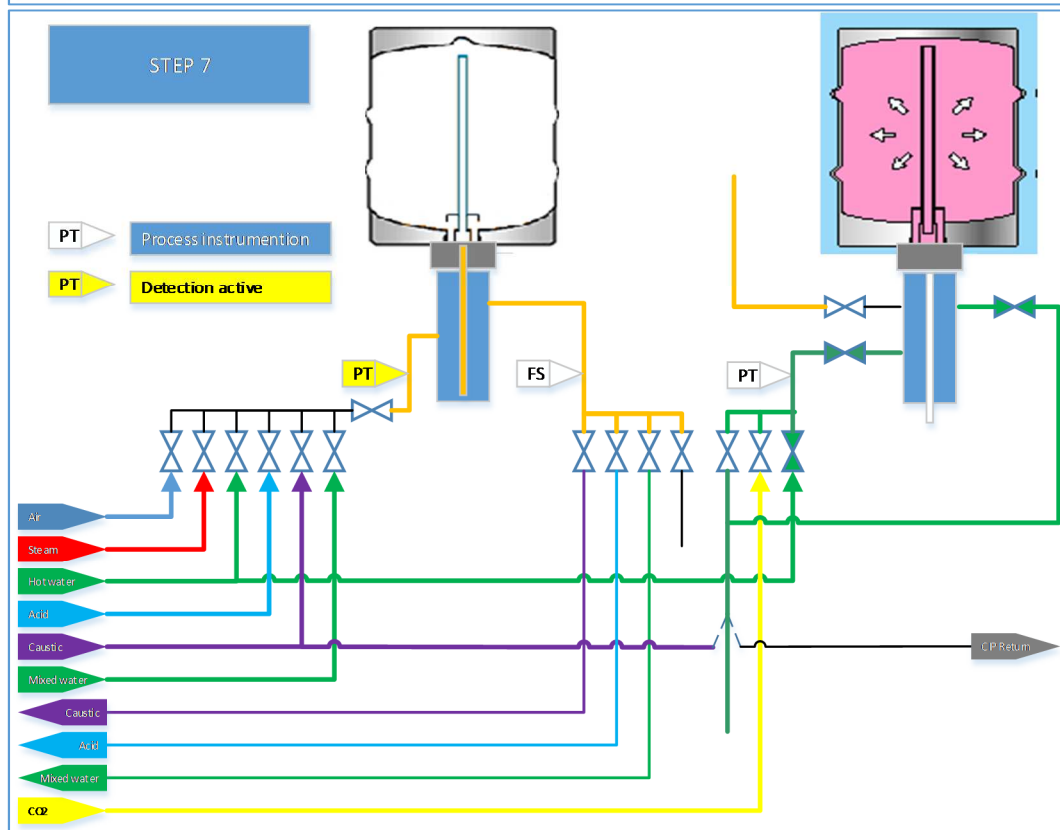 STEP 7
PT
Process instrumention
PT
Detection active
PT
FS
PT
Air
Steam
Hot water
Acid
Caustic
CIP Return
Mixed water
Caustic
Acid
Mixed water
CO2